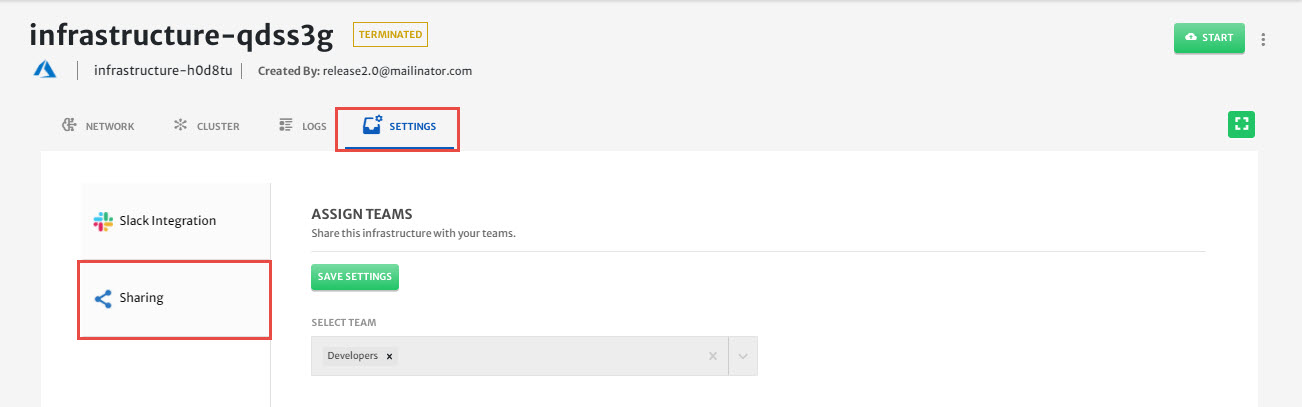 infrastructure-qdss3g TERMINATED START
infrastructure-h0d8tu Created By: release2.0@mailinator.com
NETWORK CLUSTER LOGS SETTINGS
Slack Integration
Sharing
ASSIGN TEAMS
Share this infrastructure with your teams.
SAVE SETTINGS
SELECT TEAM
Developers